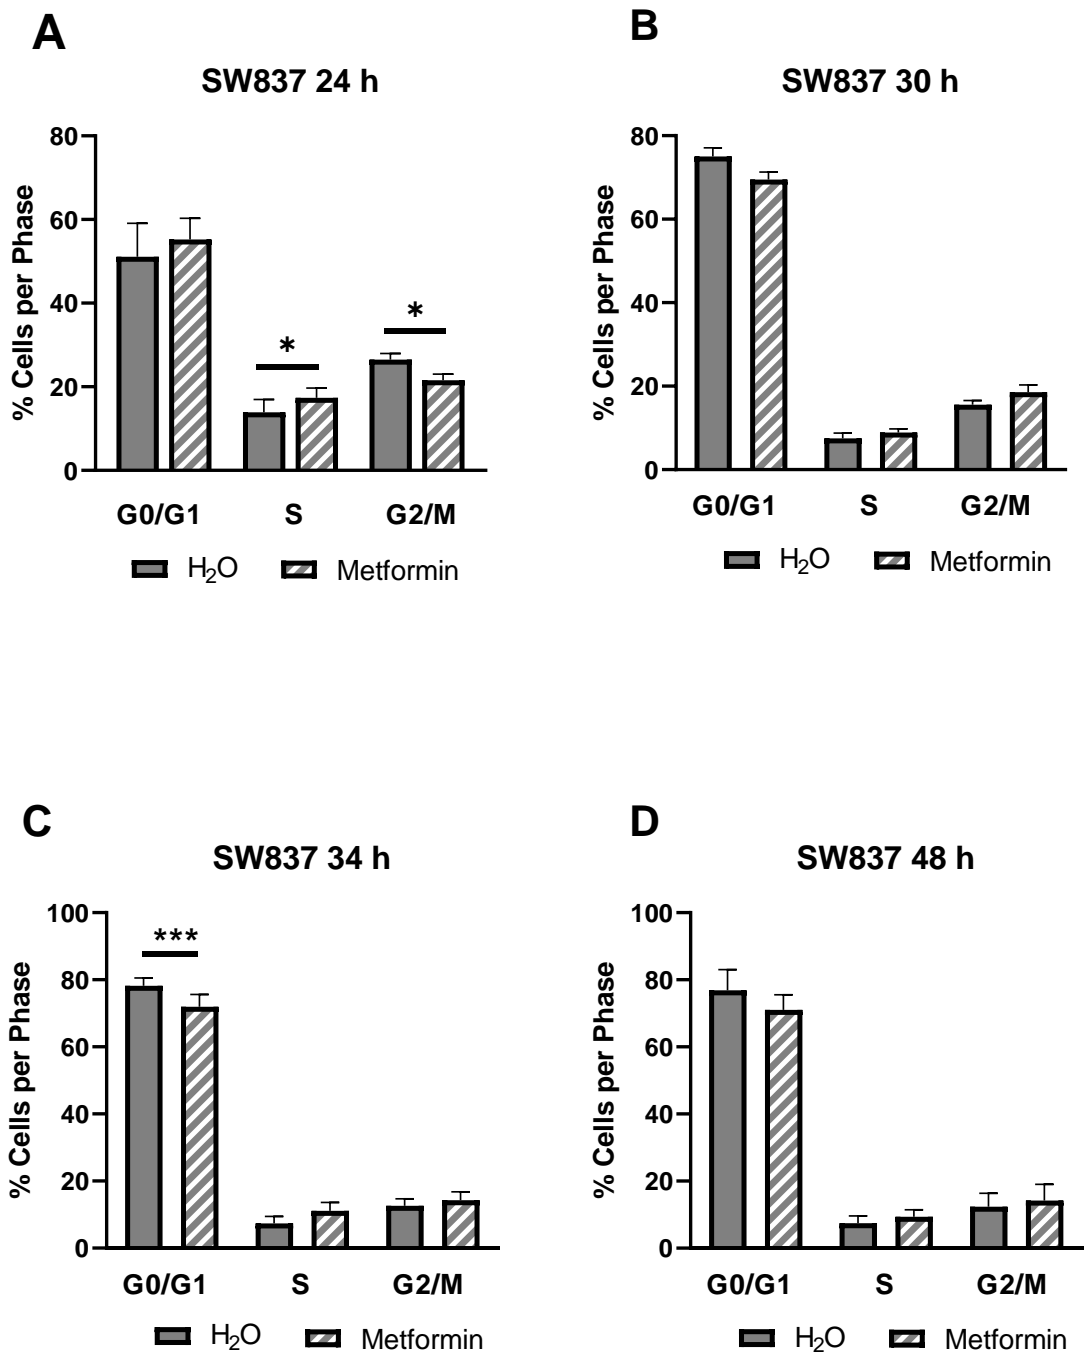 A
SW837 24 h
% Cells per Phase
80
60
40
20
0
*
*
G0/G1 S G2/M
H₂O Metformin
B
SW837 30 h
% Cells per Phase
80
60
40
20
0
G0/G1 S G2/M
H₂O Metformin
C
SW837 34 h
% Cells per Phase
100
80
60
40
20
0
***
G0/G1 S G2/M
H₂O Metformin
D
SW837 48 h
% Cells per Phase
100
80
60
40
20
0
G0/G1 S G2/M
H₂O Metformin